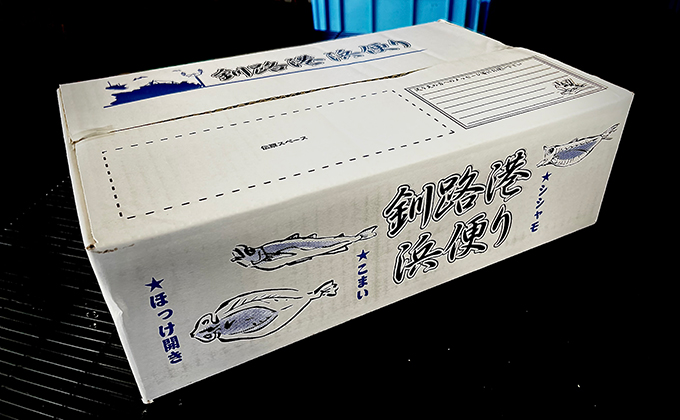 釧路港 浜便り
伝票スペース
釧路港
浜便り
★シシャモ
★こまい
★ほっけ開き